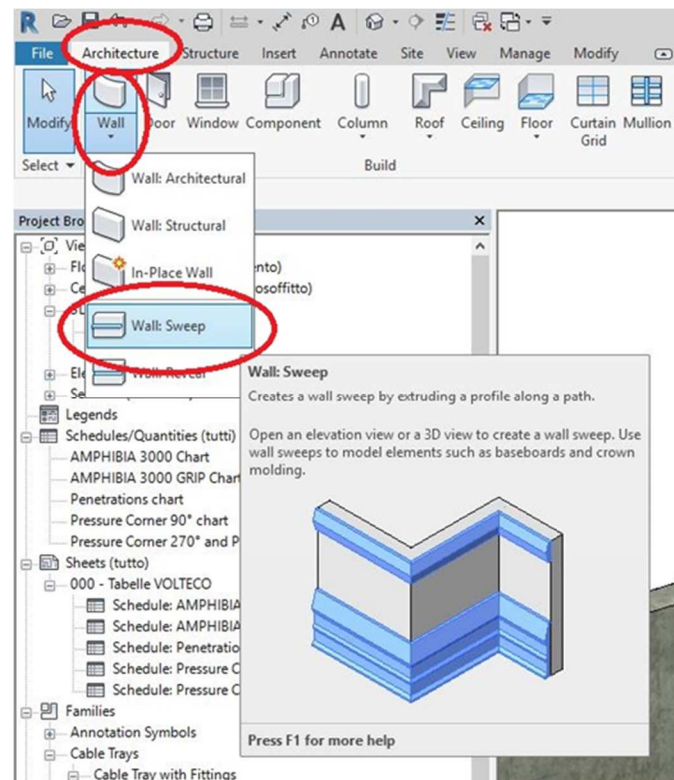 R
A
File Architecture Structure Insert Annotate Site View Manage Modify
Modify Wall Door Window Component Column Roof Ceiling Floor Curtain Grid Mullion
Select Build
Wall: Architectural
Project Bro
Wall: Structural
In-Place Wall
ento)
osoffitto)
Wall: Sweep
Wall: Reveal
Wall: Sweep
Creates a wall sweep by extruding a profile along a path.
Open an elevation view or a 3D view to create a wall sweep. Use
wall sweeps to model elements such as baseboards and crown
molding.
Press F1 for more help
Legends
Schedules/Quantities (tutti)
AMPHIBIA 3000 Chart
AMPHIBIA 3000 GRIP Chart
Penetrations chart
Pressure Corner 90° chart
Pressure Corner 270° and P
Sheets (tutto)
000 - Tabelle VOLTECO
Schedule: AMPHIBIA
Schedule: AMPHIBIA
Schedule: Penetratio
Schedule: Pressure C
Schedule: Pressure C
Families
Annotation Symbols
Cable Trays
Cable Tray with Fittings